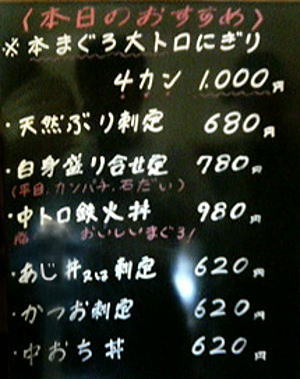 〈本日のおすすめ〉
※本まぐろ大トロにぎり
4カン 1.000円
・天然ぶり刺定 680円
・白身盛り合せ定 780円
(平目.カンパチ.石だい)
・中トロ鉄火丼 980円
おいしいまぐろ!
・あじ丼又は刺定 620円
・かつお刺定 620円
・中おち丼 620円